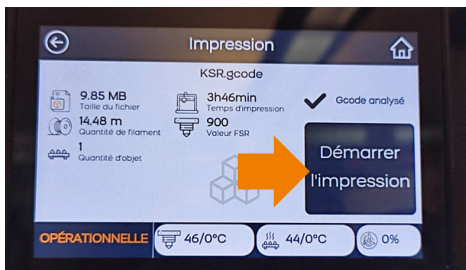 Impression
KSR.gcode
9.85 MB
Taille du fichier
3h46min
Temps d'impression
Gcode analysé
14.48 m
Quantité de filament
900
Valeur FSR
1
Quantité d'objet
Démarrer
l'impression
OPÉRATIONNELLE
46/0°C
44/0°C
0%